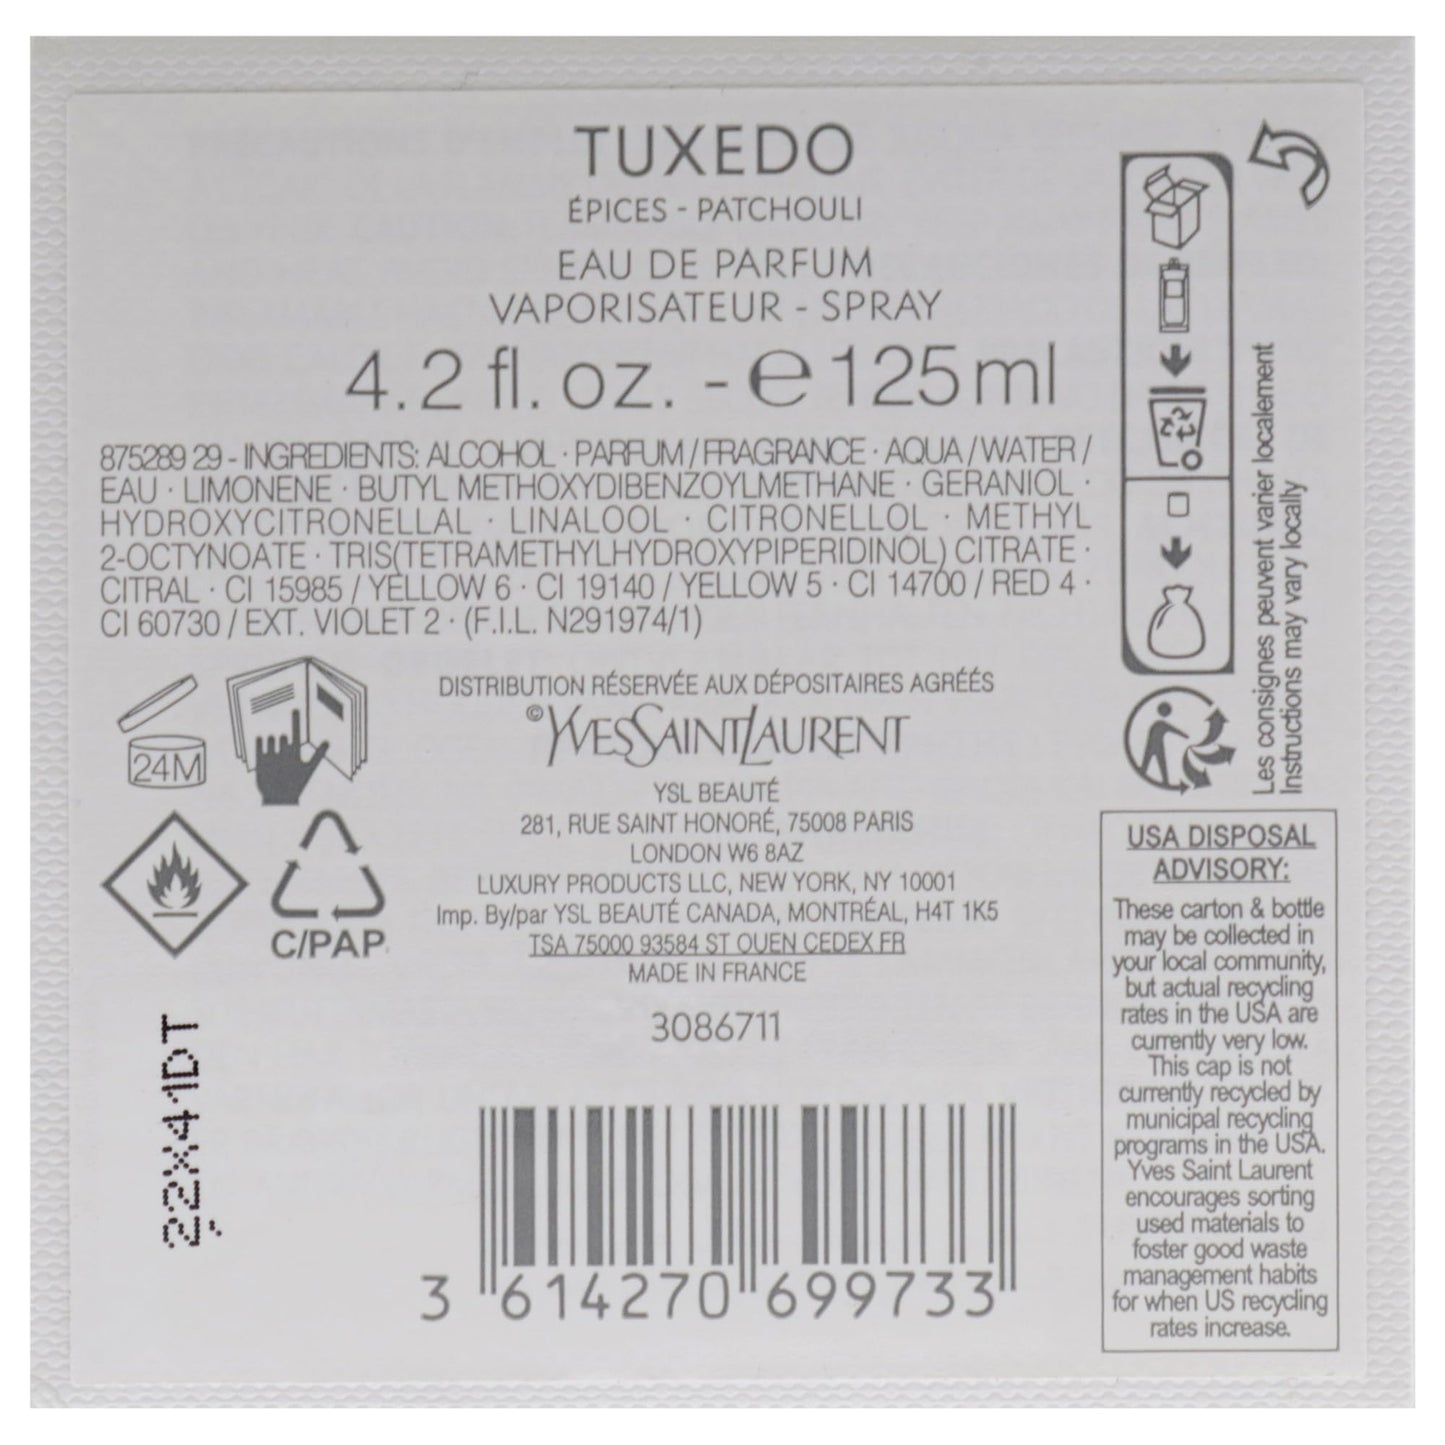 TUXEDO
ÉPICES - PATCHOULI
EAU DE PARFUM
VAPORISATEUR - SPRAY
4.2 fl. oz. - ℮ 125 ml
875289 29 - INGREDIENTS: ALCOHOL · PARFUM / FRAGRANCE · AQUA / WATER /
EAU · LIMONENE · BUTYL METHOXYDIBENZOYLMETHANE · GERANIOL ·
HYDROXYCITRONELLAL · LINALOOL · CITRONELLOL · METHYL
2-OCTYNOATE · TRIS(TETRAMETHYLHYDROXYPIPERIDINOL) CITRATE ·
CITRAL · CI 15985 / YELLOW 6 · CI 19140 / YELLOW 5 · CI 14700 / RED 4 ·
CI 60730 / EXT. VIOLET 2 · (F.I.L. N291974/1)
24M
C/PAP
22X41DT
DISTRIBUTION RÉSERVÉE AUX DÉPOSITAIRES AGRÉÉS
©YVESSAINTLAURENT
YSL BEAUTÉ
281, RUE SAINT HONORÉ, 75008 PARIS
LONDON W6 8AZ
LUXURY PRODUCTS LLC, NEW YORK, NY 10001
Imp. By/par YSL BEAUTÉ CANADA, MONTRÉAL, H4T 1K5
TSA 75000 93584 ST OUEN CEDEX FR
MADE IN FRANCE
3086711
3 614270 699733
Les consignes peuvent varier localement
Instructions may vary locally
USA DISPOSAL
ADVISORY:
These carton & bottle
may be collected in
your local community,
but actual recycling
rates in the USA are
currently very low.
This cap is not
currently recycled by
municipal recycling
programs in the USA.
Yves Saint Laurent
encourages sorting
used materials to
foster good waste
management habits
for when US recycling
rates increase.